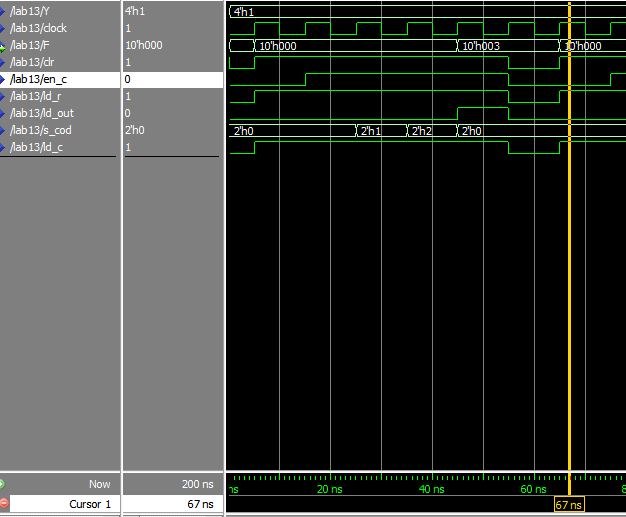 /lab13/Y 4'h1 4'h1
/lab13/clock 1
/lab13/F 10'h000 10'h000 10'h003 10'h000
/lab13/clr 1
/lab13/en_c 0
/lab13/ld_r 1
/lab13/ld_out 0
/lab13/s_cod 2'h0 2'h0 2'h1 2'h2 2'h0
/lab13/ld_c 1
Now 200 ns ns 20 ns 40 ns 60 ns 8
Cursor 1 67 ns 67 ns